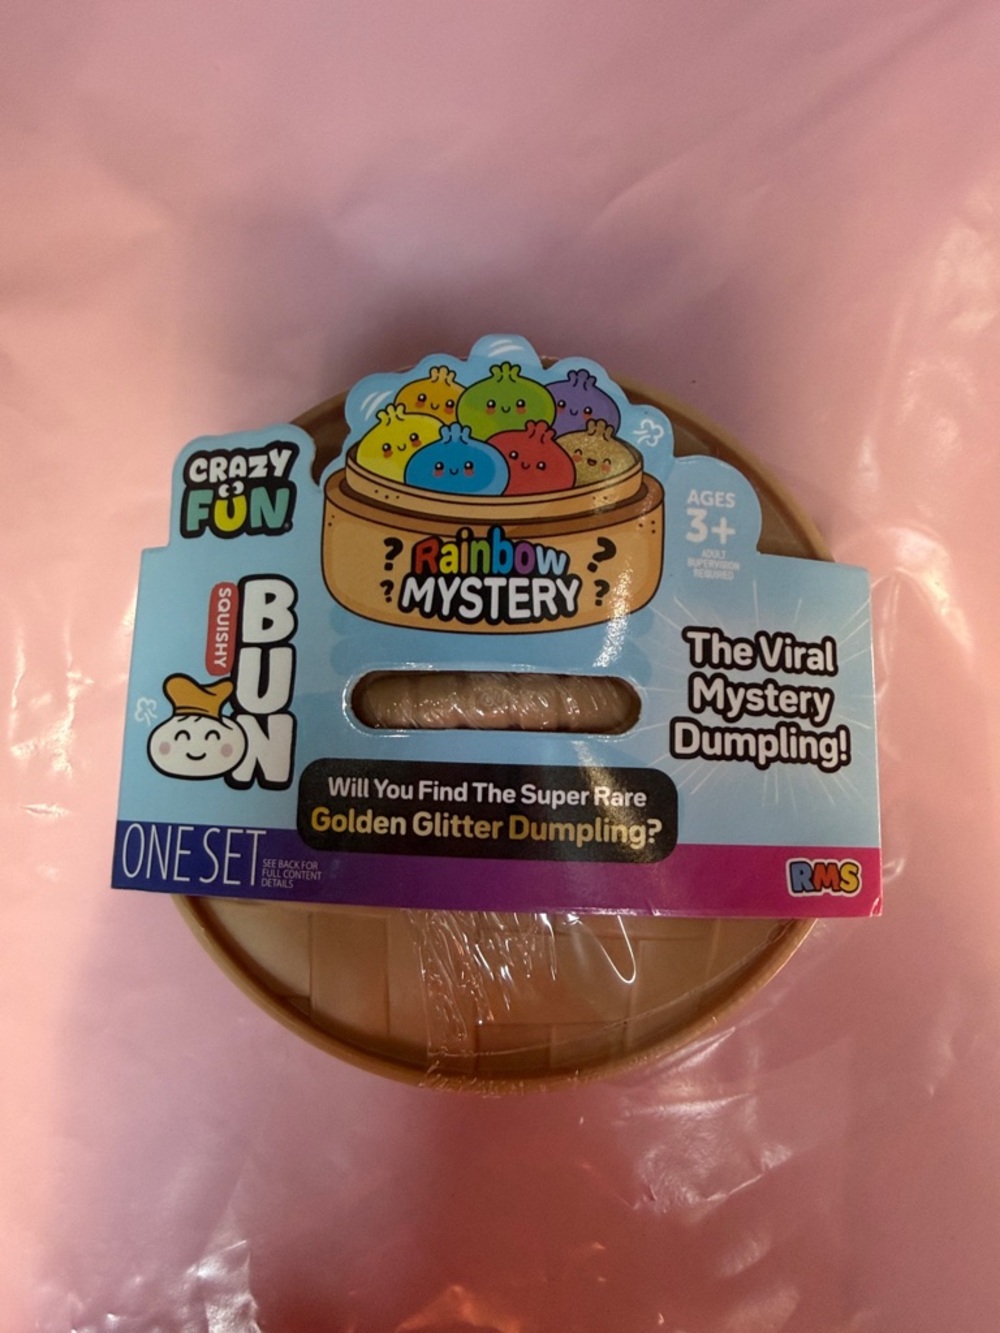 CRAZY
FUN
SQUISHY
BUN
? Rainbow ?
? MYSTERY ?
AGES
3+
ADULT
SUPERVISION
REQUIRED
The Viral
Mystery
Dumpling!
Will You Find The Super Rare
Golden Glitter Dumpling?
ONE SET
SEE BACK FOR
FULL CONTENT
DETAILS
RMS